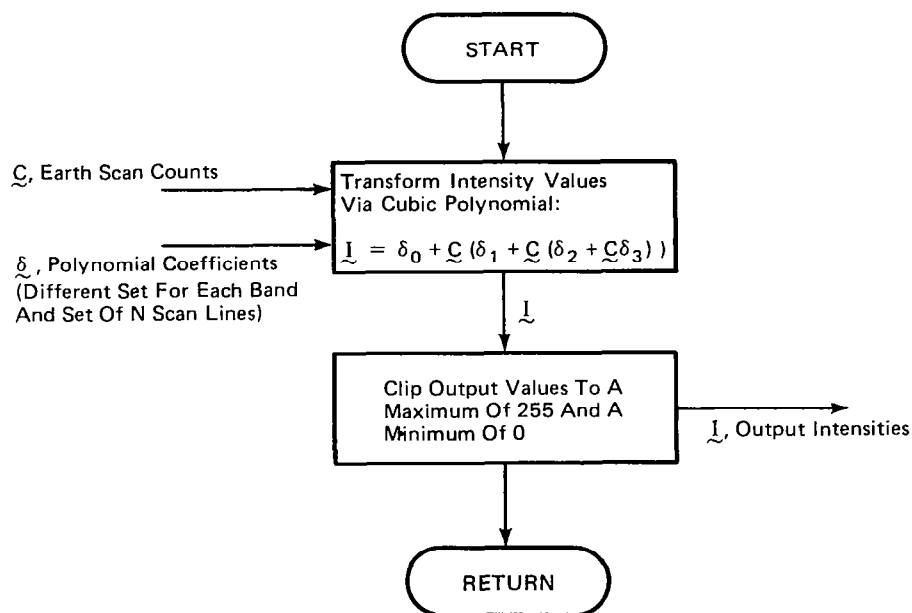 START
C, Earth Scan Counts
Transform Intensity Values
Via Cubic Polynomial:
I = δ₀ + C (δ₁ + C (δ₂ + Cδ₃) )
δ, Polynomial Coefficients
(Different Set For Each Band
And Set Of N Scan Lines)
I
Clip Output Values To A
Maximum Of 255 And A
Minimum Of 0
I, Output Intensities
RETURN